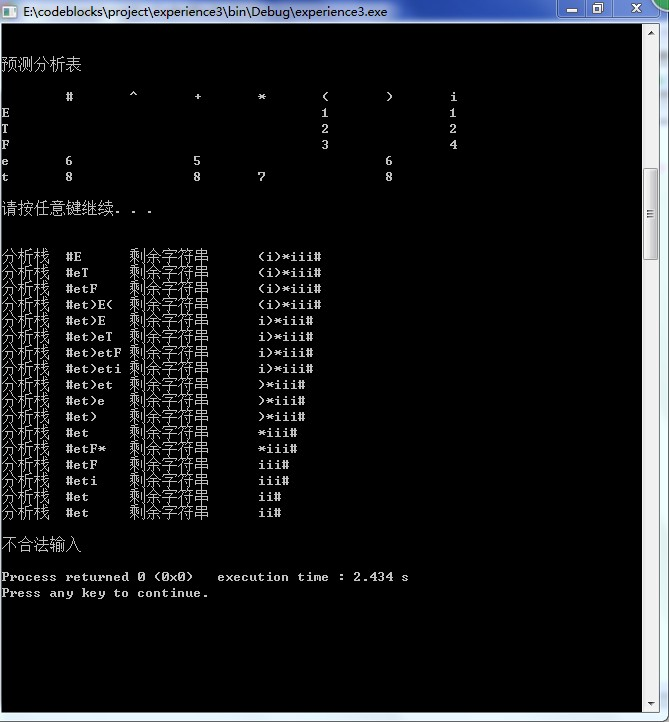 E:\codeblocks\project\experience3\bin\Debug\experience3.exe
预测分析表
# ^ + * ( ) i
E 1 1
T 2 2
F 3 4
e 6 5 6
t 8 8 7 8
请按任意键继续. . .
分析栈 #E 剩余字符串 (i)*iii#
分析栈 #eT 剩余字符串 (i)*iii#
分析栈 #etF 剩余字符串 (i)*iii#
分析栈 #et)E( 剩余字符串 (i)*iii#
分析栈 #et)E 剩余字符串 i)*iii#
分析栈 #et)eT 剩余字符串 i)*iii#
分析栈 #et)etF 剩余字符串 i)*iii#
分析栈 #et)eti 剩余字符串 i)*iii#
分析栈 #et)et 剩余字符串 )*iii#
分析栈 #et)e 剩余字符串 )*iii#
分析栈 #et) 剩余字符串 )*iii#
分析栈 #et 剩余字符串 *iii#
分析栈 #etF* 剩余字符串 *iii#
分析栈 #etF 剩余字符串 iii#
分析栈 #eti 剩余字符串 iii#
分析栈 #et 剩余字符串 ii#
分析栈 #et 剩余字符串 ii#
不合法输入
Process returned 0 (0x0) execution time : 2.434 s
Press any key to continue.